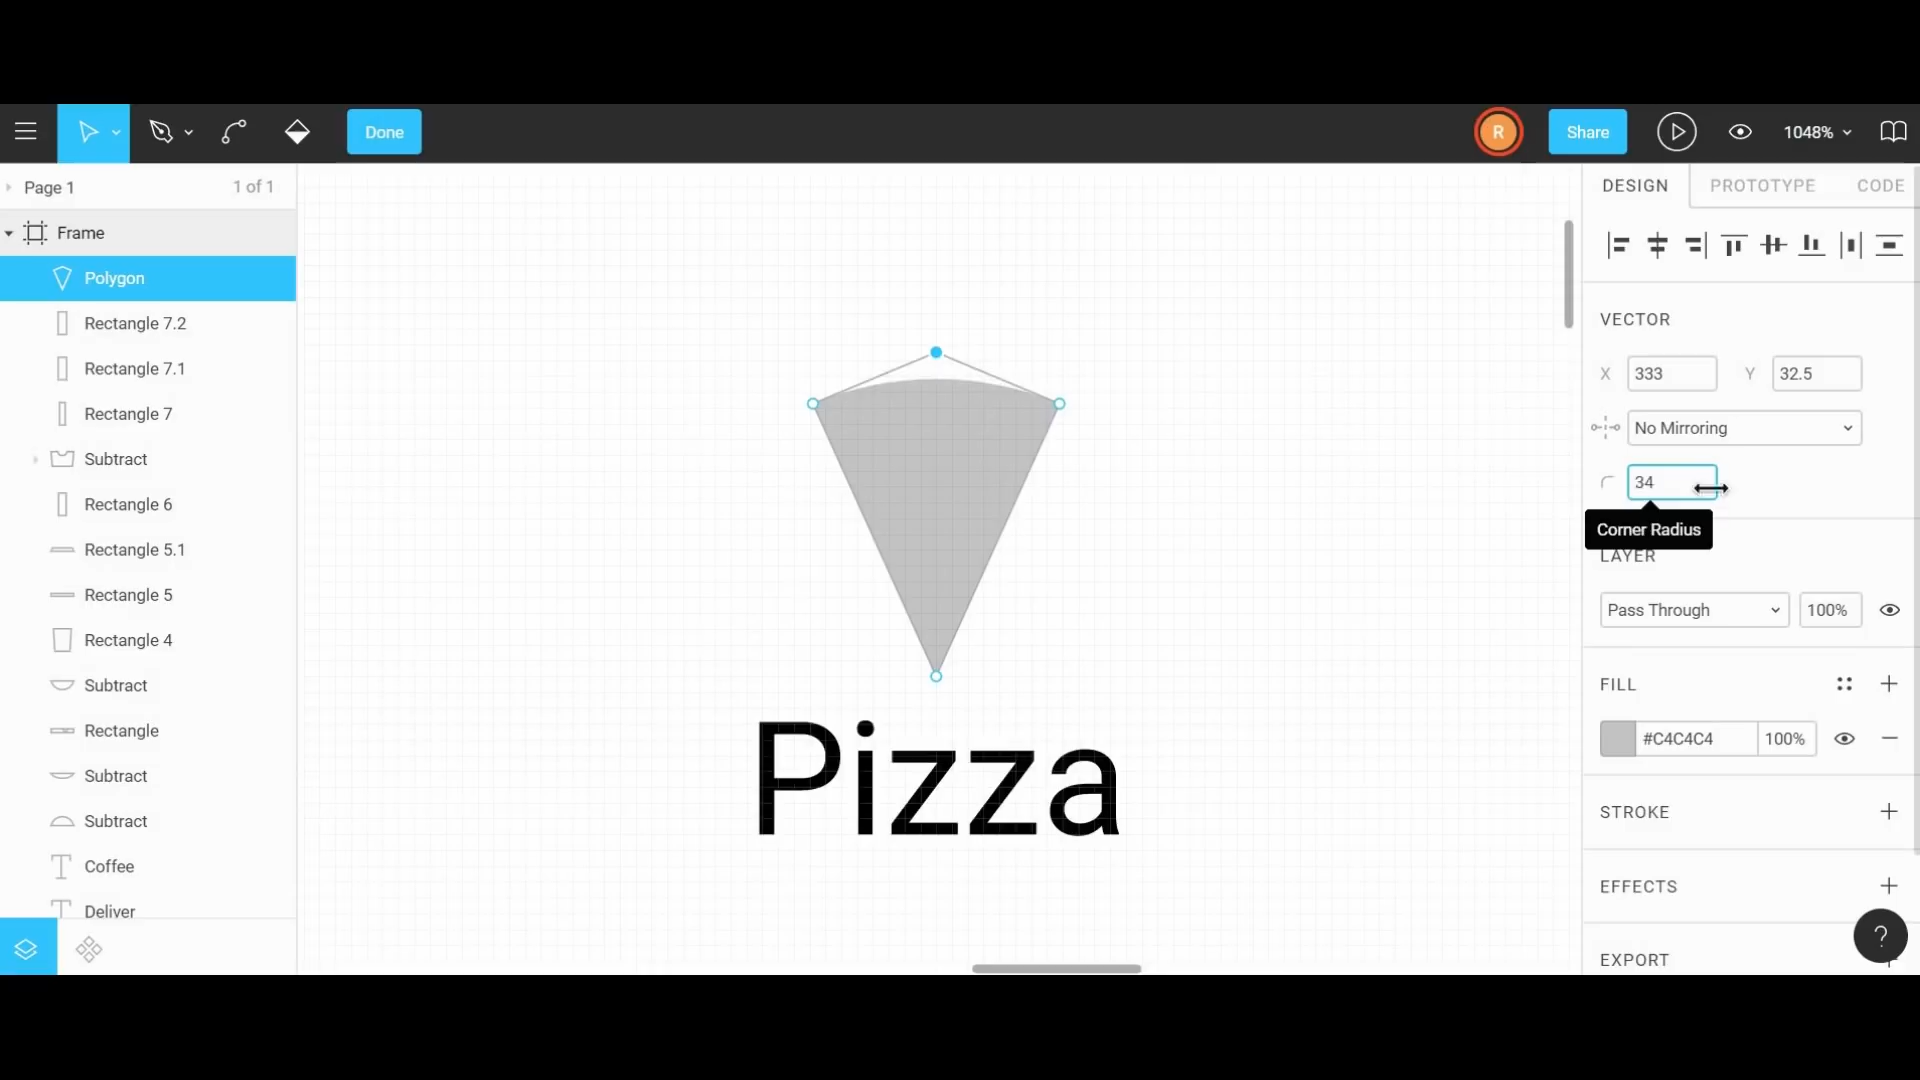 Done
R
Share
1048%
Page 1
1 of 1
Frame
Polygon
Rectangle 7.2
Rectangle 7.1
Rectangle 7
Subtract
Rectangle 6
Rectangle 5.1
Rectangle 5
Rectangle 4
Subtract
Rectangle
Subtract
Subtract
Coffee
Deliver
Pizza
DESIGN PROTOTYPE CODE
VECTOR
X 333 Y 32.5
No Mirroring
34
Corner Radius
LAYER
Pass Through 100%
FILL
#C4C4C4 100%
STROKE
EFFECTS
?
EXPORT